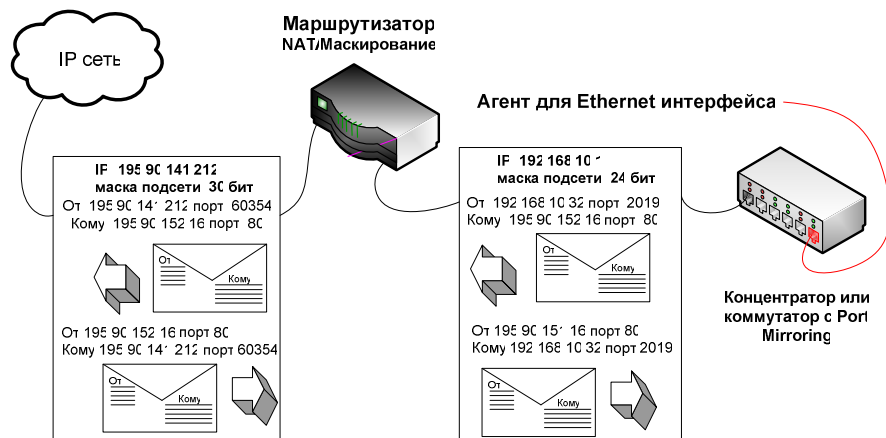 Маршрутизатор
NAT/Маскирование
IP сеть
Агент для Ethernet интерфейса
IF 195 90 141 212
маска подсети 30 бит
От 195 90 141 212 порт 60354
Кому 195 90 152 16 порт 80
От
Кому
От 195 90 152 16 порт 80
Кому 195 90 141 212 порт 60354
От
Кому
IF 192 168 10 1
маска подсети 24 бит
От 192 168 10 32 порт 2019
Кому 195 90 152 16 порт 80
От
Кому
От 195 90 151 16 порт 80
Кому 192 168 10 32 порт 2019
От
Кому
Концентратор или
коммутатор с Port
Mirroring